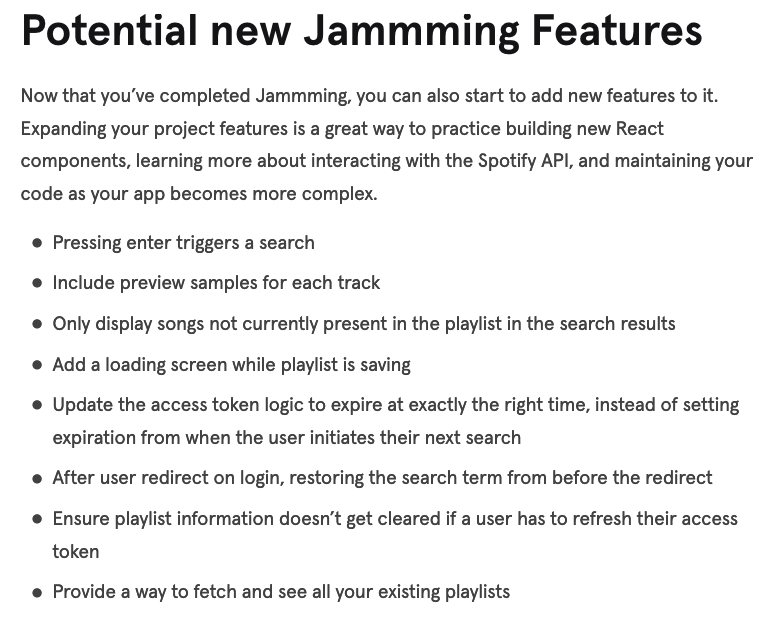 Potential new Jammming Features
Now that you’ve completed Jammming, you can also start to add new features to it.
Expanding your project features is a great way to practice building new React
components, learning more about interacting with the Spotify API, and maintaining your
code as your app becomes more complex.
● Pressing enter triggers a search
● Include preview samples for each track
● Only display songs not currently present in the playlist in the search results
● Add a loading screen while playlist is saving
● Update the access token logic to expire at exactly the right time, instead of setting
expiration from when the user initiates their next search
● After user redirect on login, restoring the search term from before the redirect
● Ensure playlist information doesn’t get cleared if a user has to refresh their access
token
● Provide a way to fetch and see all your existing playlists